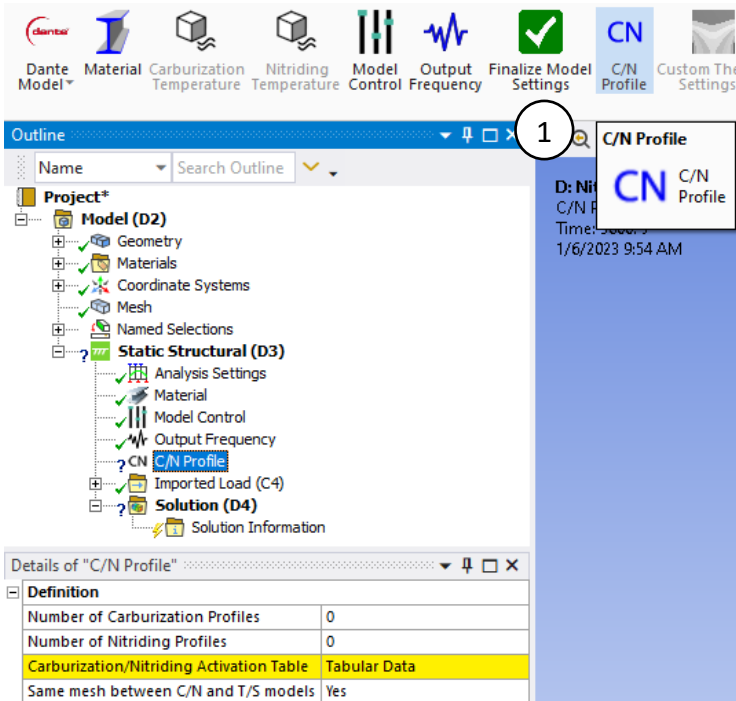 dante
CN
Dante Model
Material
Carburization Temperature
Nitriding Temperature
Model Control
Output Frequency
Finalize Model Settings
C/N Profile
Custom The
Settings
Outline
1
C/N Profile
Name
Search Outline
CN C/N Profile
Project*
Model (D2)
Geometry
Materials
Coordinate Systems
Mesh
Named Selections
? Static Structural (D3)
Analysis Settings
Material
Model Control
Output Frequency
? CN C/N Profile
Imported Load (C4)
? Solution (D4)
Solution Information
D: Nit
C/N P
Time:
1/6/2023 9:54 AM
Details of "C/N Profile"
Definition
Number of Carburization Profiles 0
Number of Nitriding Profiles 0
Carburization/Nitriding Activation Table Tabular Data
Same mesh between C/N and T/S models Yes